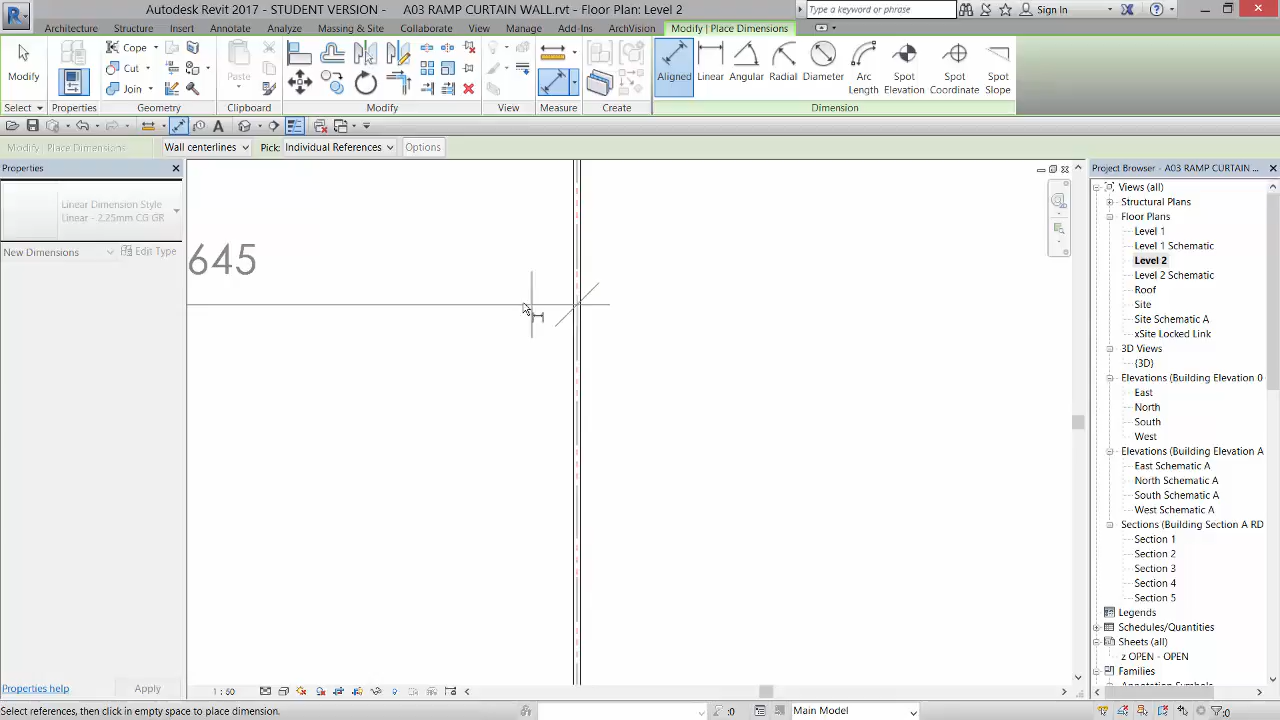 Autodesk Revit 2017 - STUDENT VERSION - A03 RAMP CURTAIN WALL.rvt - Floor Plan: Level 2
Type a keyword or phrase
Sign In
Architecture Structure Insert Annotate Analyze Massing & Site Collaborate View Manage Add-Ins ArchVision Modify | Place Dimensions
Modify
Cope
Cut
Join
Paste
Aligned Linear Angular Radial Diameter Arc Length Spot Elevation Spot Coordinate Spot Slope
Select Properties Geometry Clipboard Modify View Measure Create Dimension
Modify | Place Dimensions Wall centerlines Pick: Individual References Options
Properties
Linear Dimension Style
Linear - 2.25mm CG GR
New Dimensions Edit Type
645
Project Browser - A03 RAMP CURTAIN ...
Views (all)
Structural Plans
Floor Plans
Level 1
Level 1 Schematic
Level 2
Level 2 Schematic
Roof
Site
Site Schematic A
xSite Locked Link
3D Views
{3D}
Elevations (Building Elevation 0
East
North
South
West
Elevations (Building Elevation A
East Schematic A
North Schematic A
South Schematic A
West Schematic A
Sections (Building Section A RD
Section 1
Section 2
Section 3
Section 4
Section 5
Legends
Schedules/Quantities
Sheets (all)
z OPEN - OPEN
Families
Properties help Apply
1 : 50
Select references, then click in empty space to place dimension.
:0
Main Model
:0